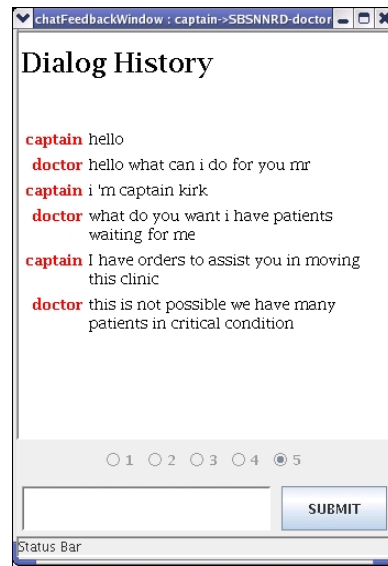 chatFeedbackWindow : captain->SBSNNRD-doctor
Dialog History
captain hello
doctor hello what can i do for you mr
captain i 'm captain kirk
doctor what do you want i have patients
waiting for me
captain I have orders to assist you in moving
this clinic
doctor this is not possible we have many
patients in critical condition
1 2 3 4 5
SUBMIT
Status Bar